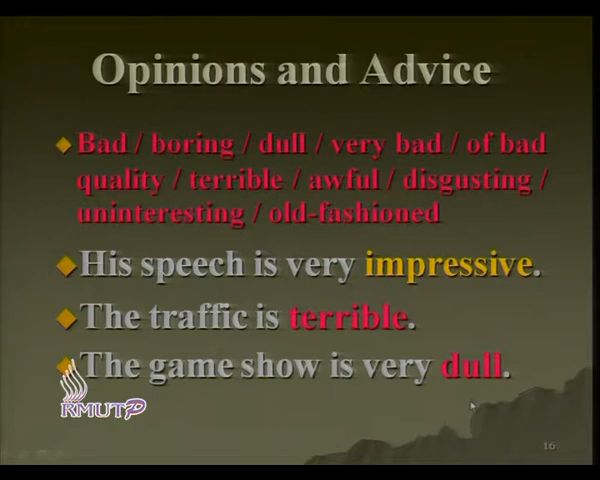 Opinions and Advice
Bad / boring / dull / very bad / of bad
quality / terrible / awful / disgusting /
uninteresting / old-fashioned
His speech is very impressive.
The traffic is terrible.
The game show is very dull.
RMUTP
16